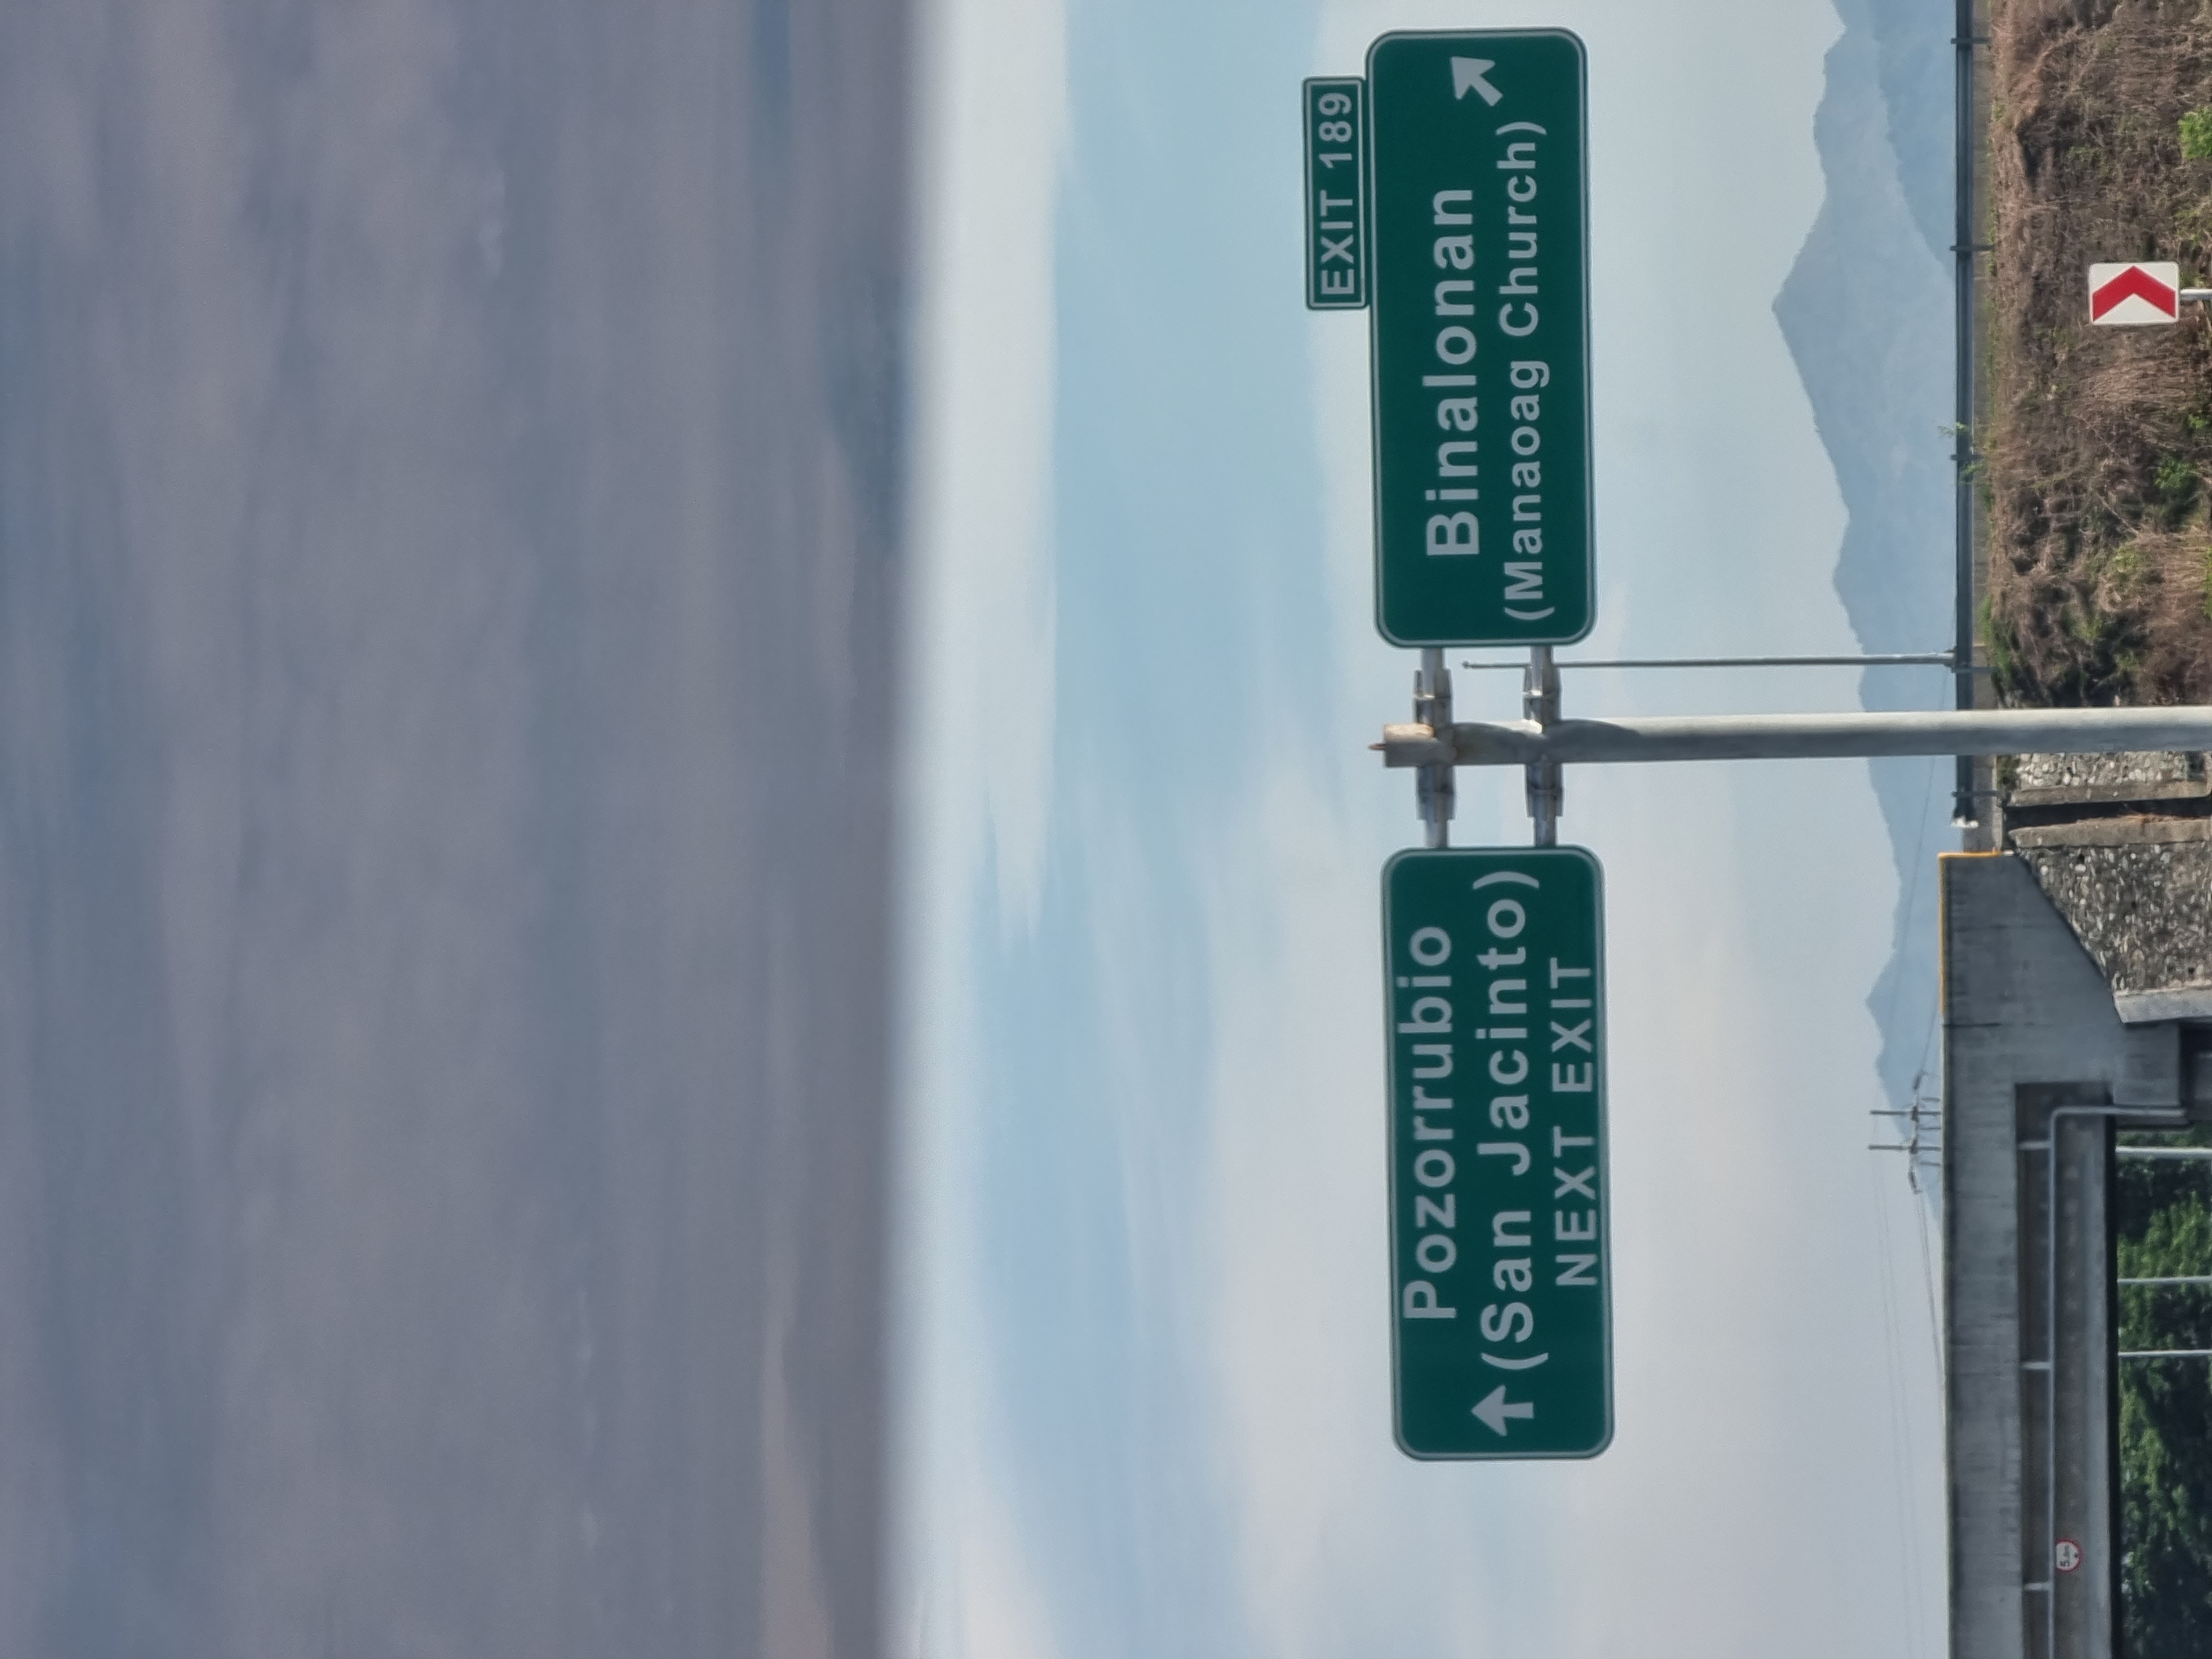 Pozorrubio
(San Jacinto)
NEXT EXIT
EXIT 189
Binalonan
(Manaoag Church)